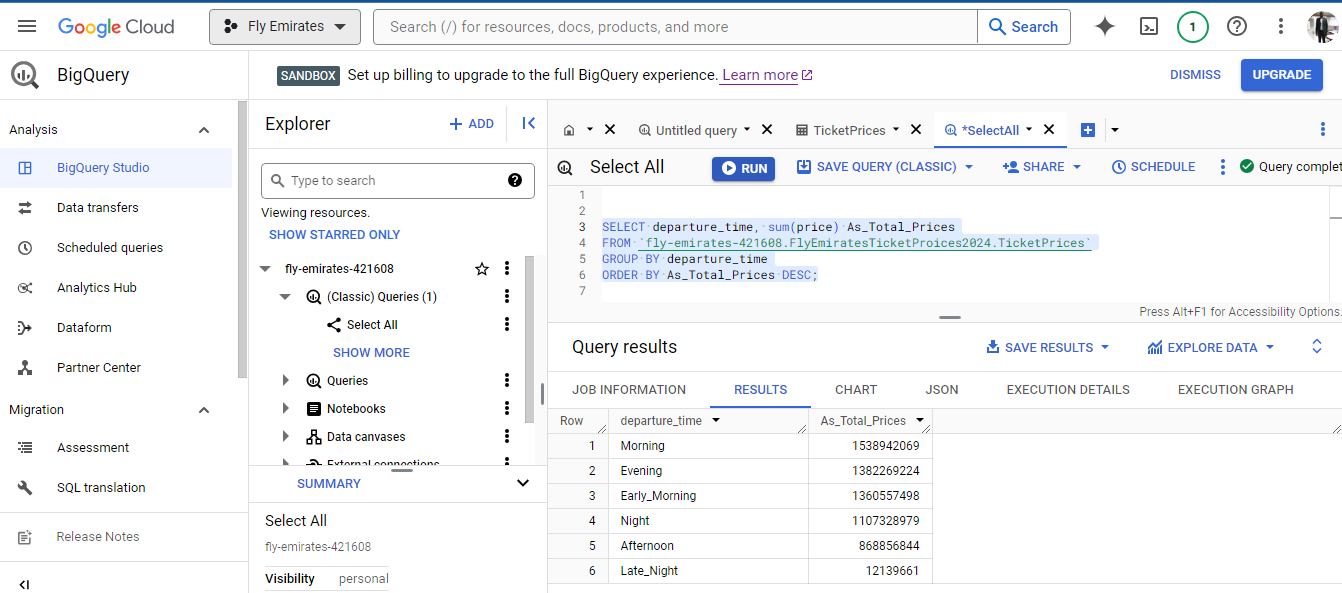 Google Cloud
Fly Emirates
Search (/) for resources, docs, products, and more
Search
1
BigQuery
SANDBOX Set up billing to upgrade to the full BigQuery experience. Learn more
DISMISS
UPGRADE
Analysis
BigQuery Studio
Data transfers
Scheduled queries
Analytics Hub
Dataform
Partner Center
Migration
Assessment
SQL translation
Release Notes
Explorer
+ ADD
Type to search
Viewing resources.
SHOW STARRED ONLY
fly-emirates-421608
(Classic) Queries (1)
Select All
SHOW MORE
Queries
Notebooks
Data canvases
External connections
SUMMARY
Select All
fly-emirates-421608
Visibility personal
Untitled query
TicketPrices
*SelectAll
Select All
RUN
SAVE QUERY (CLASSIC)
SHARE
SCHEDULE
Query complet
1
2
3 SELECT departure_time, sum(price) As_Total_Prices
4 FROM `fly-emirates-421608.FlyEmiratesTicketProices2024.TicketPrices`
5 GROUP BY departure_time
6 ORDER BY As_Total_Prices DESC;
7
Press Alt+F1 for Accessibility Options.
Query results
SAVE RESULTS
EXPLORE DATA
JOB INFORMATION RESULTS CHART JSON EXECUTION DETAILS EXECUTION GRAPH
Row departure_time As_Total_Prices
1 Morning 1538942069
2 Evening 1382269224
3 Early_Morning 1360557498
4 Night 1107328979
5 Afternoon 868856844
6 Late_Night 12139661